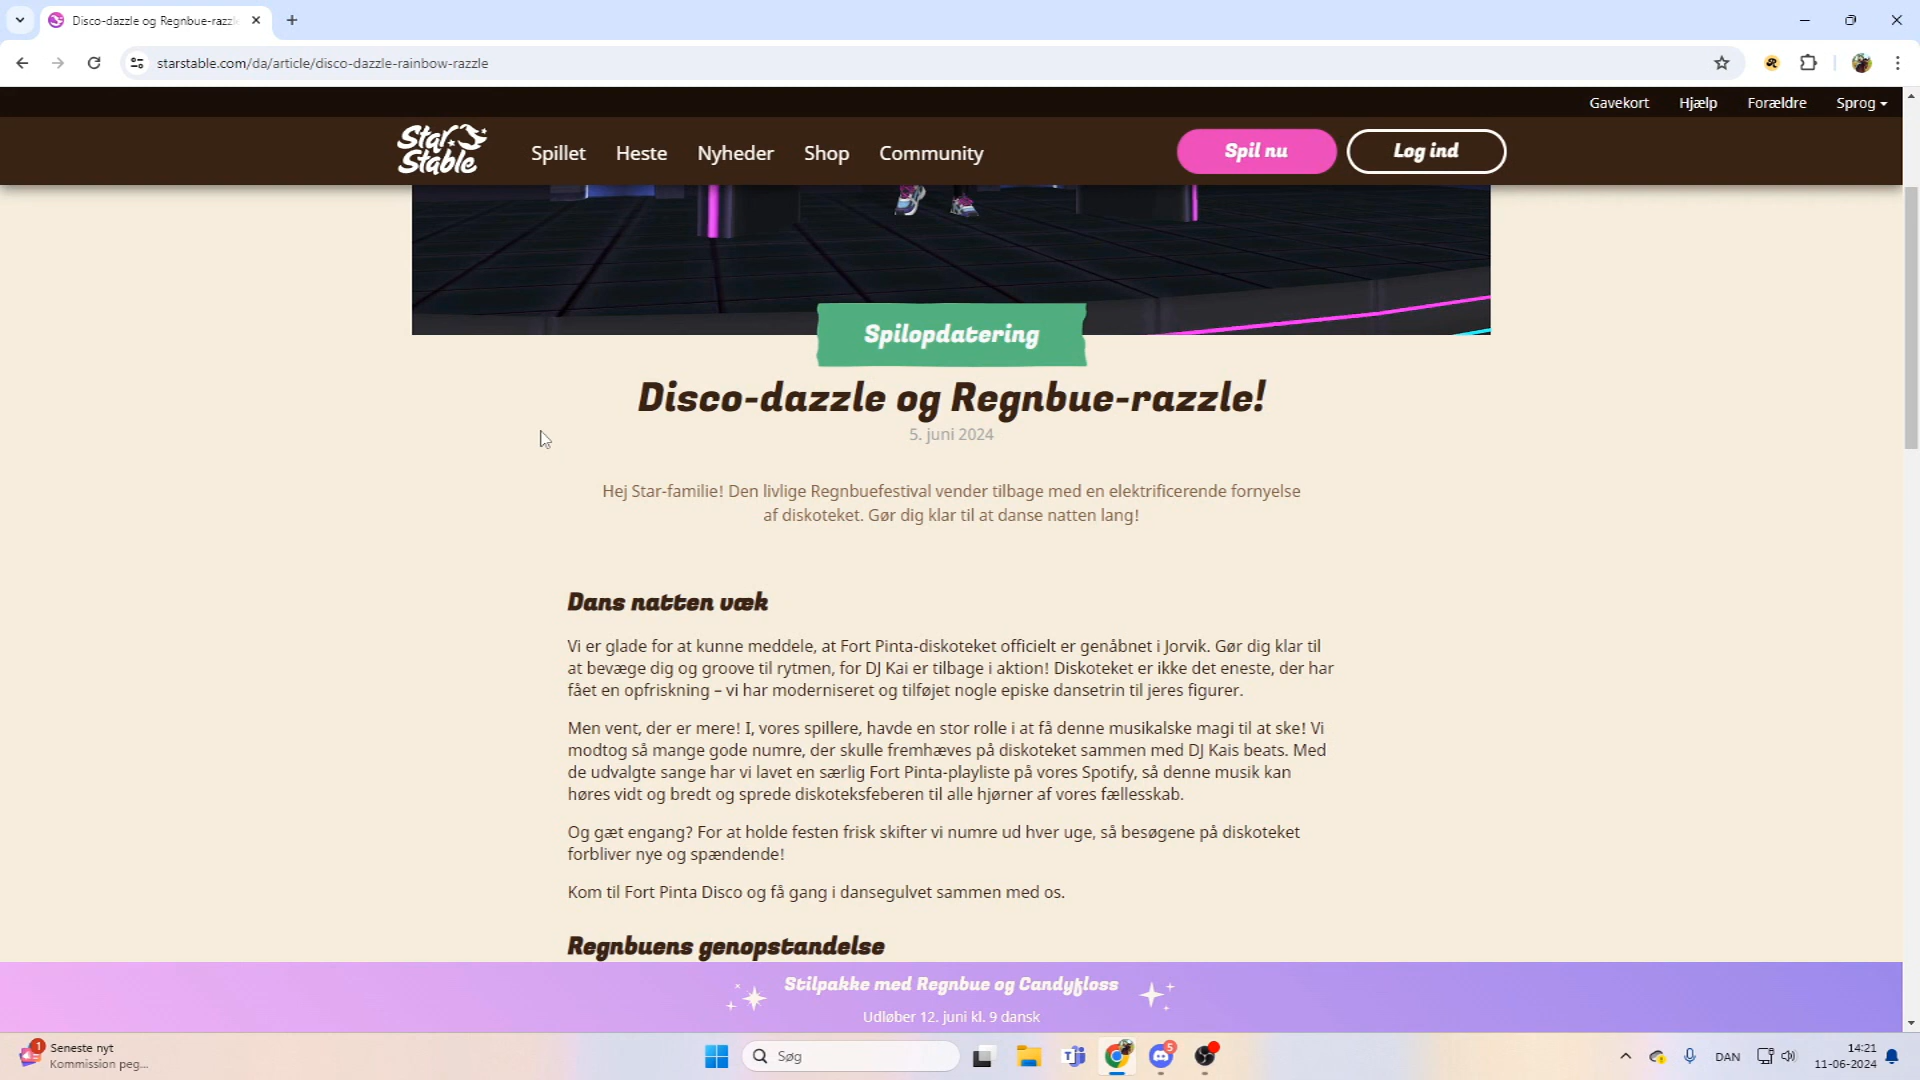 Disco-dazzle og Regnbue-razzl
starstable.com/da/article/disco-dazzle-rainbow-razzle
Gavekort Hjælp Forældre Sprog
Star Stable
Spillet Heste Nyheder Shop Community
Spil nu Log ind
Spilopdatering
Disco-dazzle og Regnbue-razzle!
5. juni 2024
Hej Star-familie! Den livlige Regnbuefestival vender tilbage med en elektrificerende fornyelse
af diskoteket. Gør dig klar til at danse natten lang!
Dans natten væk
Vi er glade for at kunne meddele, at Fort Pinta-diskoteket officielt er genåbnet i Jorvik. Gør dig klar til
at bevæge dig og groove til rytmen, for DJ Kai er tilbage i aktion! Diskoteket er ikke det eneste, der har
fået en opfriskning – vi har moderniseret og tilføjet nogle episke dansetrin til jeres figurer.
Men vent, der er mere! I, vores spillere, havde en stor rolle i at få denne musikalske magi til at ske! Vi
modtog så mange gode numre, der skulle fremhæves på diskoteket sammen med DJ Kais beats. Med
de udvalgte sange har vi lavet en særlig Fort Pinta-playliste på vores Spotify, så denne musik kan
høres vidt og bredt og sprede diskoteksfeberen til alle hjørner af vores fællesskab.
Og gæt engang? For at holde festen frisk skifter vi numre ud hver uge, så besøgene på diskoteket
forbliver nye og spændende!
Kom til Fort Pinta Disco og få gang i dansegulvet sammen med os.
Regnbuens genopstandelse
Stilpakke med Regnbue og Candyfloss
Udløber 12. juni kl. 9 dansk
1
Seneste nyt
Kommission peg...
Søg
5
DAN
14:21
11-06-2024